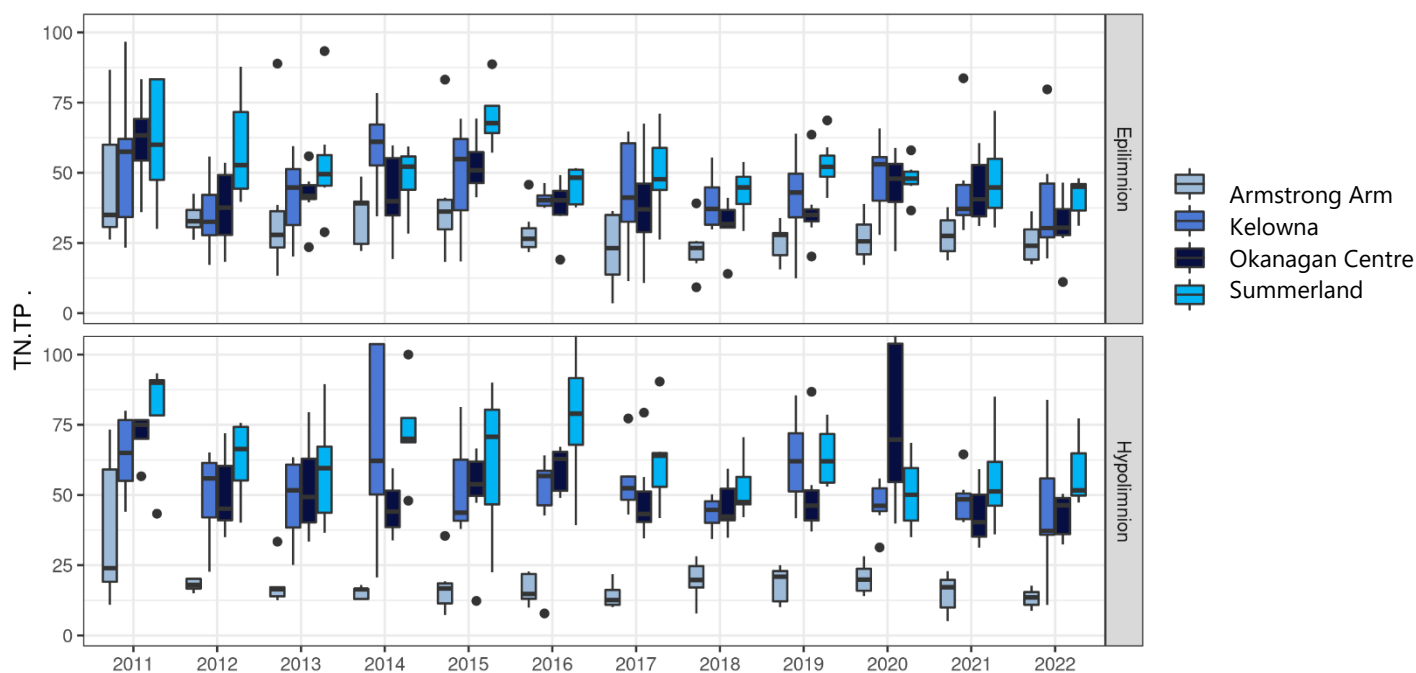 TN.TP .
100
75
50
25
0
Epilimnion
100
75
50
25
0
Hypolimnion
2011 2012 2013 2014 2015 2016 2017 2018 2019 2020 2021 2022
Armstrong Arm
Kelowna
Okanagan Centre
Summerland